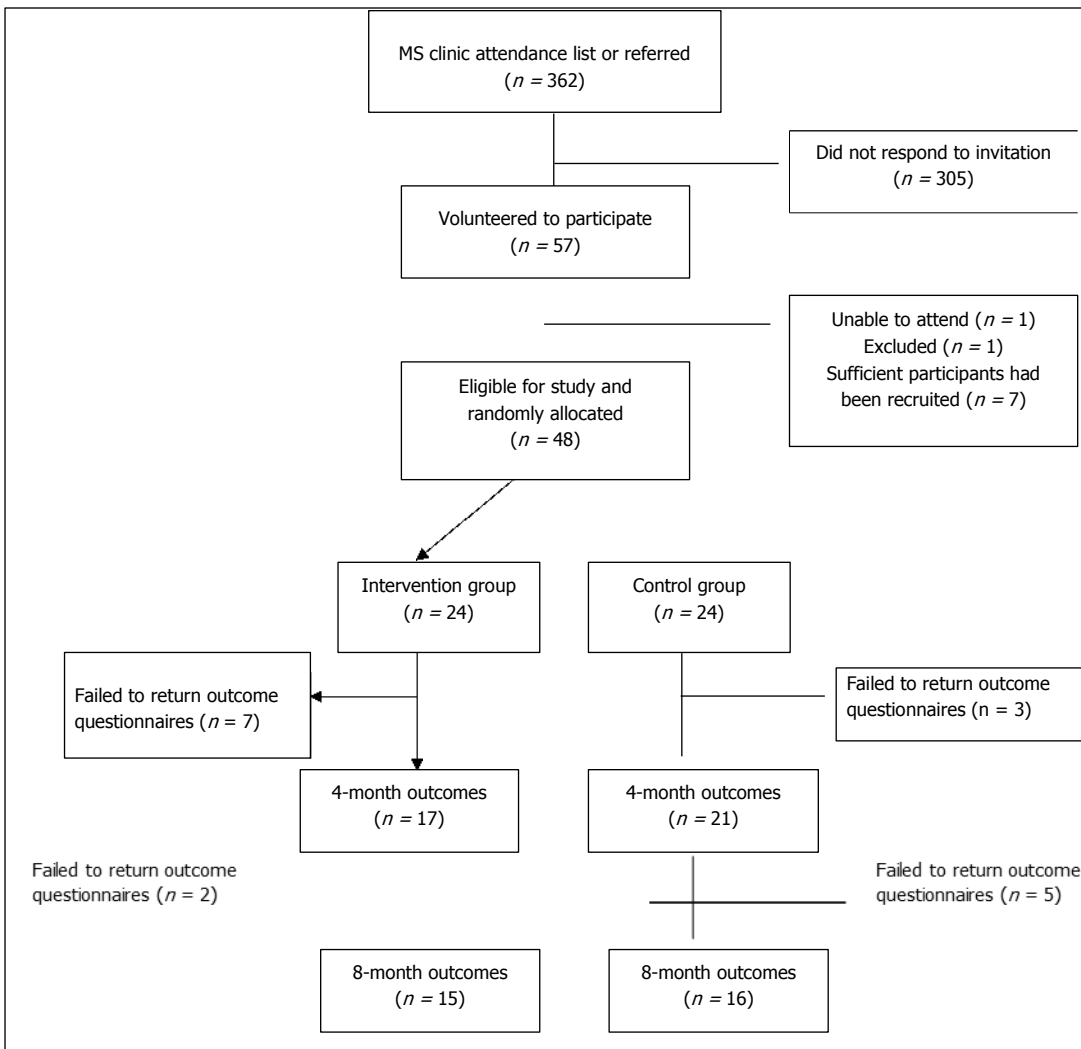 MS clinic attendance list or referred
(n = 362)
Did not respond to invitation
(n = 305)
Volunteered to participate
(n = 57)
Unable to attend (n = 1)
Excluded (n = 1)
Sufficient participants had
been recruited (n = 7)
Eligible for study and
randomly allocated
(n = 48)
Intervention group
(n = 24)
Control group
(n = 24)
Failed to return outcome
questionnaires (n = 7)
Failed to return outcome
questionnaires (n = 3)
4-month outcomes
(n = 17)
4-month outcomes
(n = 21)
Failed to return outcome
questionnaires (n = 2)
Failed to return outcome
questionnaires (n = 5)
8-month outcomes
(n = 15)
8-month outcomes
(n = 16)